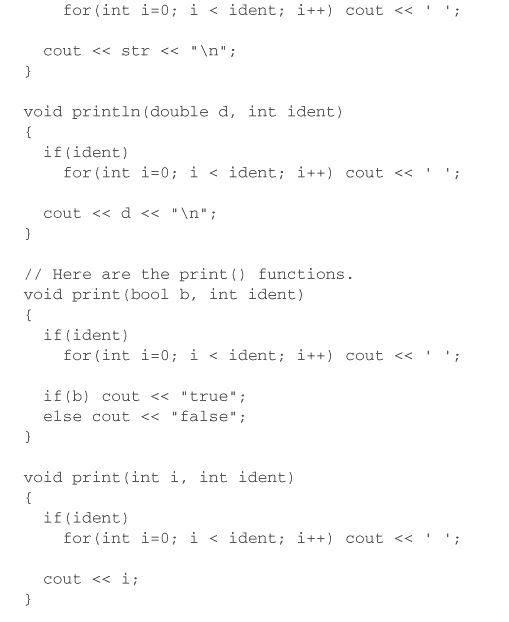 for(int i=0; i < ident; i++) cout << ' ';

  cout << str << "\n";
}

void println(double d, int ident)
{
  if(ident)
    for(int i=0; i < ident; i++) cout << ' ';

  cout << d << "\n";
}

// Here are the print() functions.
void print(bool b, int ident)
{
  if(ident)
    for(int i=0; i < ident; i++) cout << ' ';

  if(b) cout << "true";
  else cout << "false";
}

void print(int i, int ident)
{
  if(ident)
    for(int i=0; i < ident; i++) cout << ' ';

  cout << i;
}